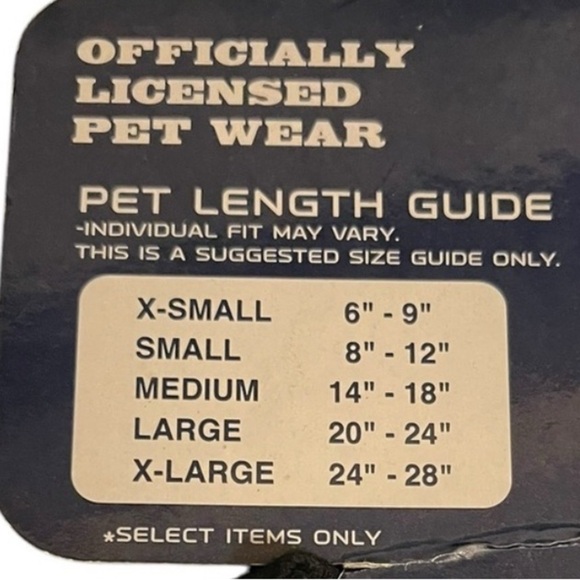 OFFICIALLY
LICENSED
PET WEAR
PET LENGTH GUIDE
-INDIVIDUAL FIT MAY VARY.
THIS IS A SUGGESTED SIZE GUIDE ONLY.
X-SMALL 6" - 9"
SMALL 8" - 12"
MEDIUM 14" - 18"
LARGE 20" - 24"
X-LARGE 24" - 28"
*SELECT ITEMS ONLY